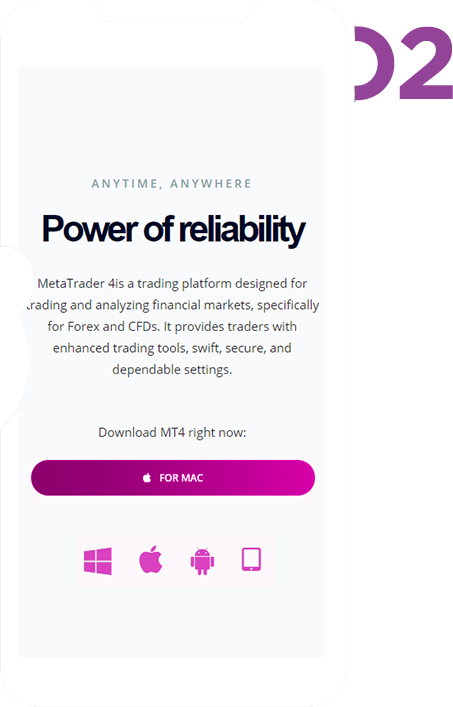 02
ANYTIME, ANYWHERE
Power of reliability
MetaTrader 4is a trading platform designed for
trading and analyzing financial markets, specifically
for Forex and CFDs. It provides traders with
enhanced trading tools, swift, secure, and
dependable settings.
Download MT4 right now:
FOR MAC